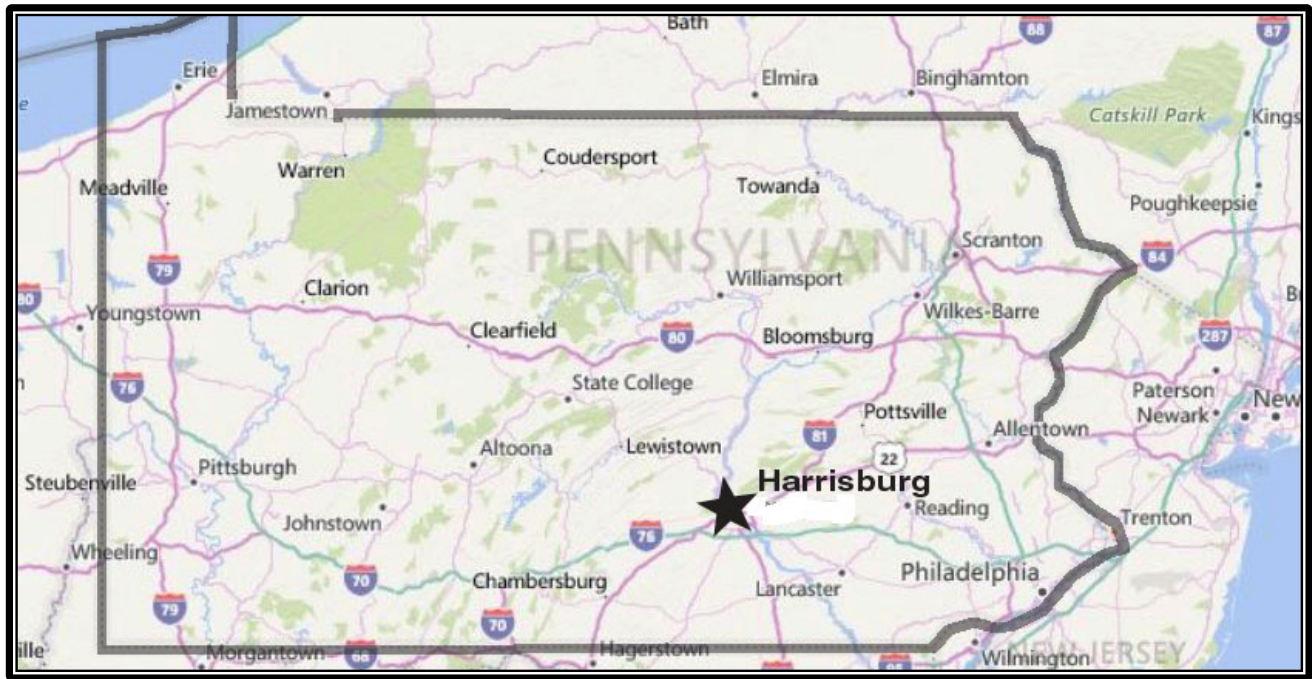 Bath
88
87
Erie
Elmira
Binghamton
Jamestown
Catskill Park
Kings
Warren
Coudersport
Meadville
Towanda
Poughkeepsie
PENNSYLVANIA
Scranton
84
79
Williamsport
80
Clarion
Youngstown
Wilkes-Barre
Clearfield
80
Bloomsburg
287
76
State College
Paterson
New
Newark
Pottsville
81
Allentown
Altoona
Lewistown
22
Pittsburgh
Harrisburg
Steubenville
Reading
Johnstown
Trenton
76
Wheeling
70
Chambersburg
Lancaster
Philadelphia
79
70
ille
Morgantown
68
Hagerstown
Wilmington
NEW JERSEY